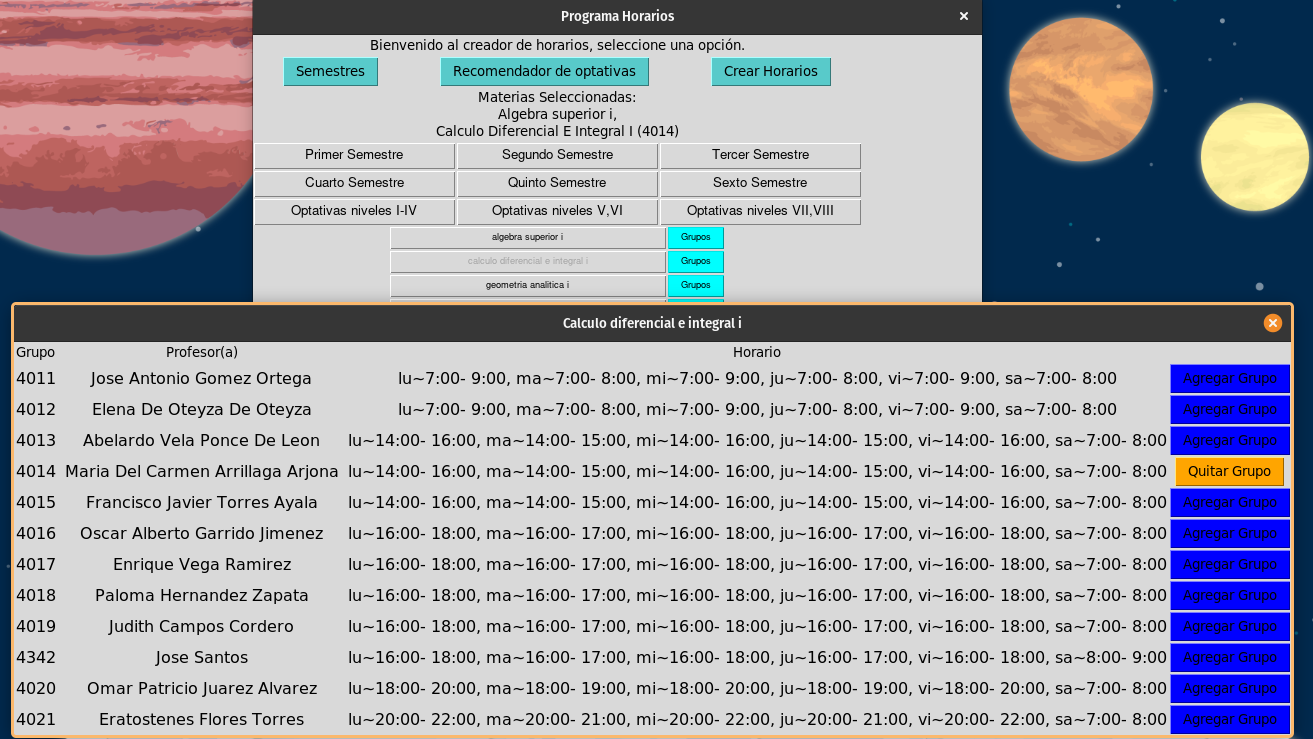 Programa Horarios
×
Bienvenido al creador de horarios, seleccione una opción.
Semestres Recomendador de optativas Crear Horarios
Materias Seleccionadas:
Algebra superior i,
Calculo Diferencial E Integral I (4014)
Primer Semestre Segundo Semestre Tercer Semestre
Cuarto Semestre Quinto Semestre Sexto Semestre
Optativas niveles I-IV Optativas niveles V,VI Optativas niveles VII,VIII
algebra superior i Grupos
calculo diferencial e integral i Grupos
geometria analitica i Grupos
Calculo diferencial e integral i
×
Grupo Profesor(a) Horario
4011 Jose Antonio Gomez Ortega lu~7:00- 9:00, ma~7:00- 8:00, mi~7:00- 9:00, ju~7:00- 8:00, vi~7:00- 9:00, sa~7:00- 8:00 Agregar Grupo
4012 Elena De Oteyza De Oteyza lu~7:00- 9:00, ma~7:00- 8:00, mi~7:00- 9:00, ju~7:00- 8:00, vi~7:00- 9:00, sa~7:00- 8:00 Agregar Grupo
4013 Abelardo Vela Ponce De Leon lu~14:00- 16:00, ma~14:00- 15:00, mi~14:00- 16:00, ju~14:00- 15:00, vi~14:00- 16:00, sa~7:00- 8:00 Agregar Grupo
4014 Maria Del Carmen Arrillaga Arjona lu~14:00- 16:00, ma~14:00- 15:00, mi~14:00- 16:00, ju~14:00- 15:00, vi~14:00- 16:00, sa~7:00- 8:00 Quitar Grupo
4015 Francisco Javier Torres Ayala lu~14:00- 16:00, ma~14:00- 15:00, mi~14:00- 16:00, ju~14:00- 15:00, vi~14:00- 16:00, sa~7:00- 8:00 Agregar Grupo
4016 Oscar Alberto Garrido Jimenez lu~16:00- 18:00, ma~16:00- 17:00, mi~16:00- 18:00, ju~16:00- 17:00, vi~16:00- 18:00, sa~7:00- 8:00 Agregar Grupo
4017 Enrique Vega Ramirez lu~16:00- 18:00, ma~16:00- 17:00, mi~16:00- 18:00, ju~16:00- 17:00, vi~16:00- 18:00, sa~7:00- 8:00 Agregar Grupo
4018 Paloma Hernandez Zapata lu~16:00- 18:00, ma~16:00- 17:00, mi~16:00- 18:00, ju~16:00- 17:00, vi~16:00- 18:00, sa~7:00- 8:00 Agregar Grupo
4019 Judith Campos Cordero lu~16:00- 18:00, ma~16:00- 17:00, mi~16:00- 18:00, ju~16:00- 17:00, vi~16:00- 18:00, sa~7:00- 8:00 Agregar Grupo
4342 Jose Santos lu~16:00- 18:00, ma~16:00- 17:00, mi~16:00- 18:00, ju~16:00- 17:00, vi~16:00- 18:00, sa~8:00- 9:00 Agregar Grupo
4020 Omar Patricio Juarez Alvarez lu~18:00- 20:00, ma~18:00- 19:00, mi~18:00- 20:00, ju~18:00- 19:00, vi~18:00- 20:00, sa~7:00- 8:00 Agregar Grupo
4021 Eratostenes Flores Torres lu~20:00- 22:00, ma~20:00- 21:00, mi~20:00- 22:00, ju~20:00- 21:00, vi~20:00- 22:00, sa~7:00- 8:00 Agregar Grupo